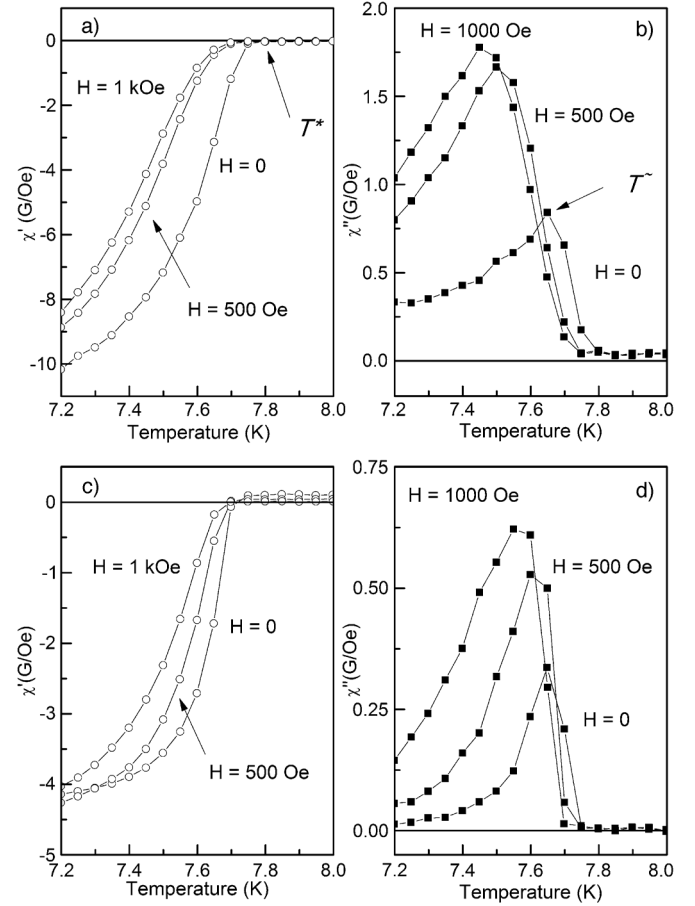 a)
0
-2
-4
-6
-8
-10
χ' (G/Oe)
H = 1 kOe
T*
H = 0
H = 500 Oe
7.2 7.4 7.6 7.8 8.0
Temperature (K)
b)
2.0
1.5
1.0
0.5
0.0
χ''(G/Oe)
H = 1000 Oe
H = 500 Oe
T~
H = 0
7.2 7.4 7.6 7.8 8.0
Temperature (K)
c)
0
-1
-2
-3
-4
-5
χ'(G/Oe)
H = 1 kOe
H = 0
H = 500 Oe
7.2 7.4 7.6 7.8 8.0
Temperature (K)
d)
0.75
0.50
0.25
0.00
χ''(G/Oe)
H = 1000 Oe
H = 500 Oe
H = 0
7.2 7.4 7.6 7.8 8.0
Temperature (K)